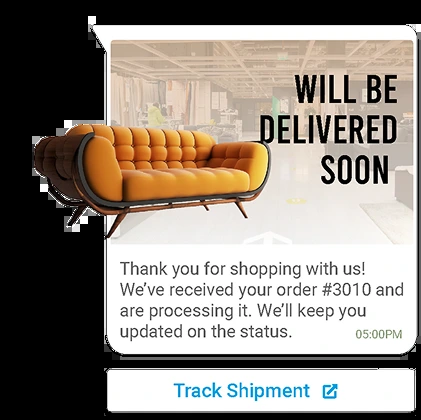 WILL BE
DELIVERED
SOON
Thank you for shopping with us!
We've received your order #3010 and
are processing it. We'll keep you
updated on the status.
05:00PM
Track Shipment